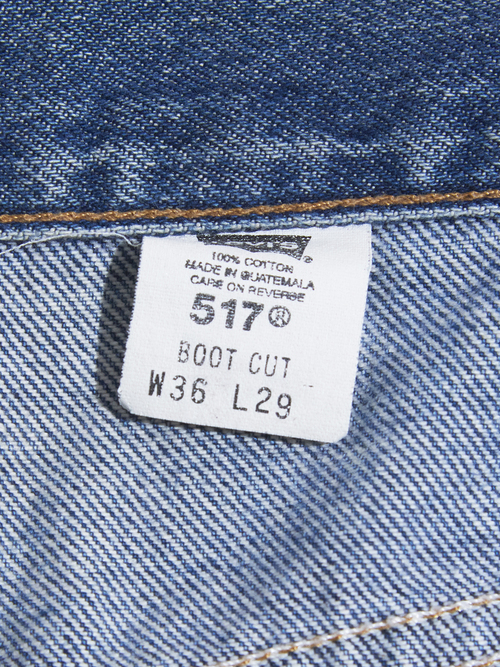 100% COTTON
MADE IN GUATEMALA
CARE ON REVERSE
517®
BOOT CUT
W36 L29